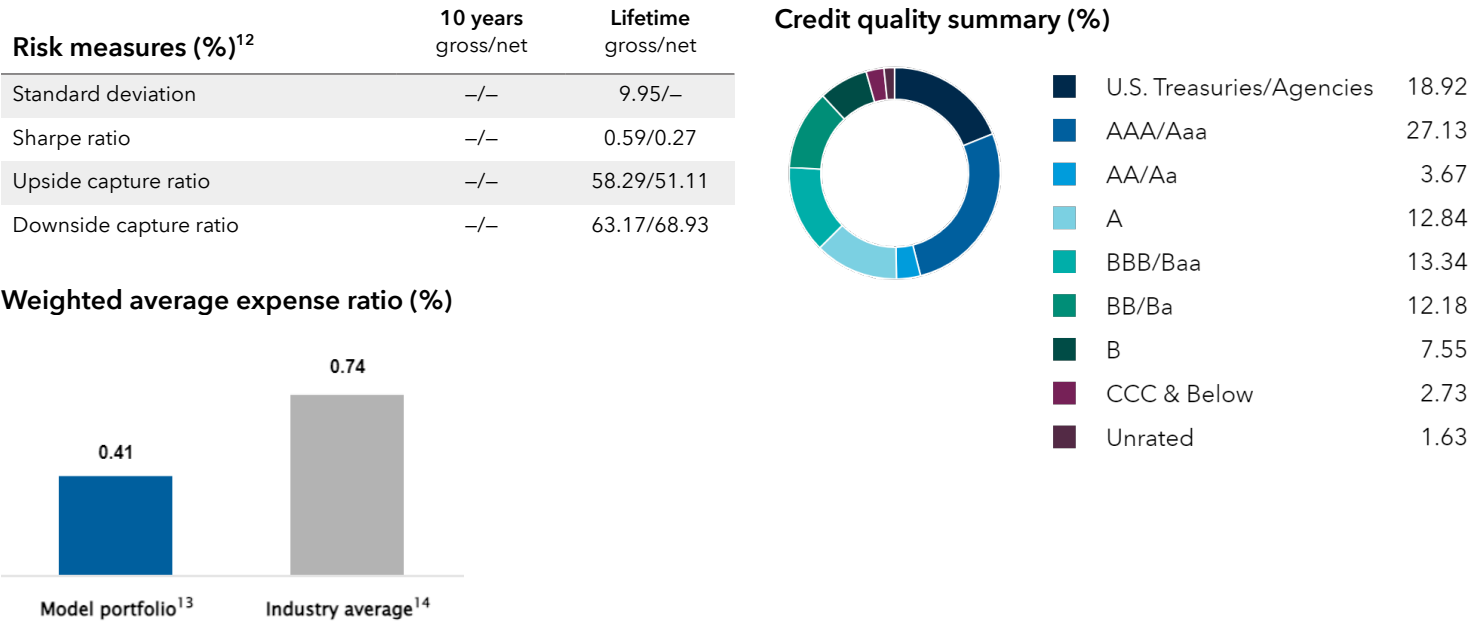 10 years Lifetime
Risk measures (%)12 gross/net gross/net
Standard deviation –/– 9.95/–
Sharpe ratio –/– 0.59/0.27
Upside capture ratio –/– 58.29/51.11
Downside capture ratio –/– 63.17/68.93
Weighted average expense ratio (%)
0.74
0.41
Model portfolio13 Industry average14
Credit quality summary (%)
U.S. Treasuries/Agencies 18.92
AAA/Aaa 27.13
AA/Aa 3.67
A 12.84
BBB/Baa 13.34
BB/Ba 12.18
B 7.55
CCC & Below 2.73
Unrated 1.63